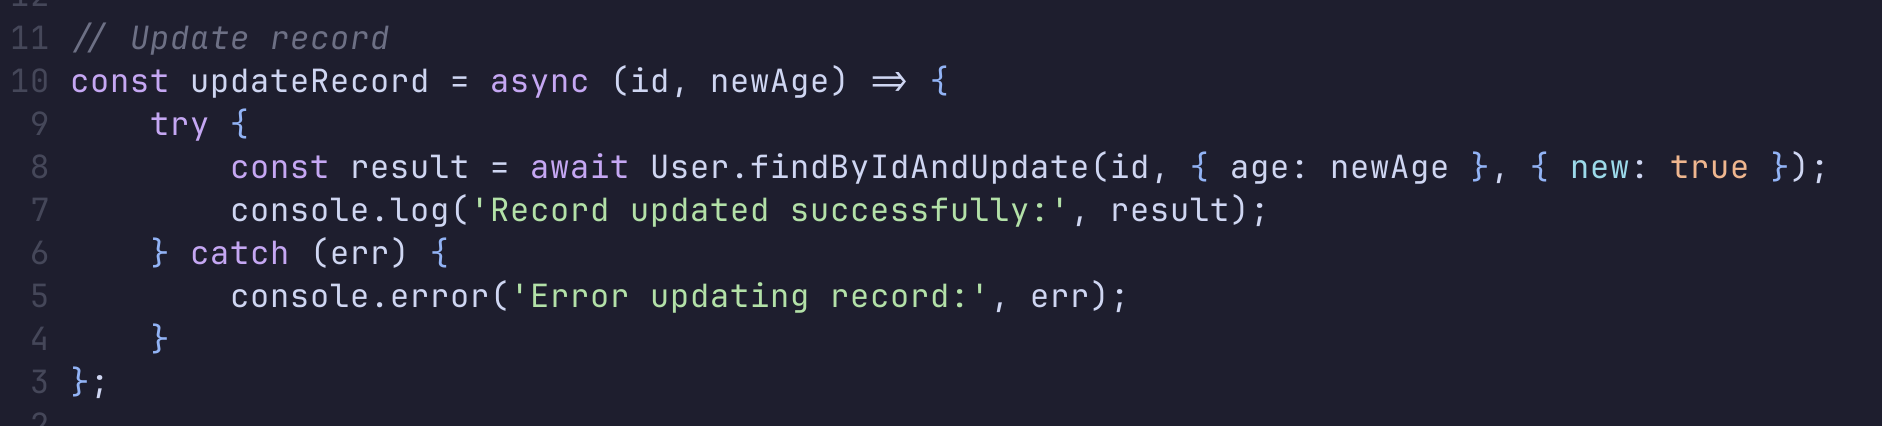 12
11 // Update record
10 const updateRecord = async (id, newAge) => {
9     try {
8         const result = await User.findByIdAndUpdate(id, { age: newAge }, { new: true });
7         console.log('Record updated successfully:', result);
6     } catch (err) {
5         console.error('Error updating record:', err);
4     }
3 };
2